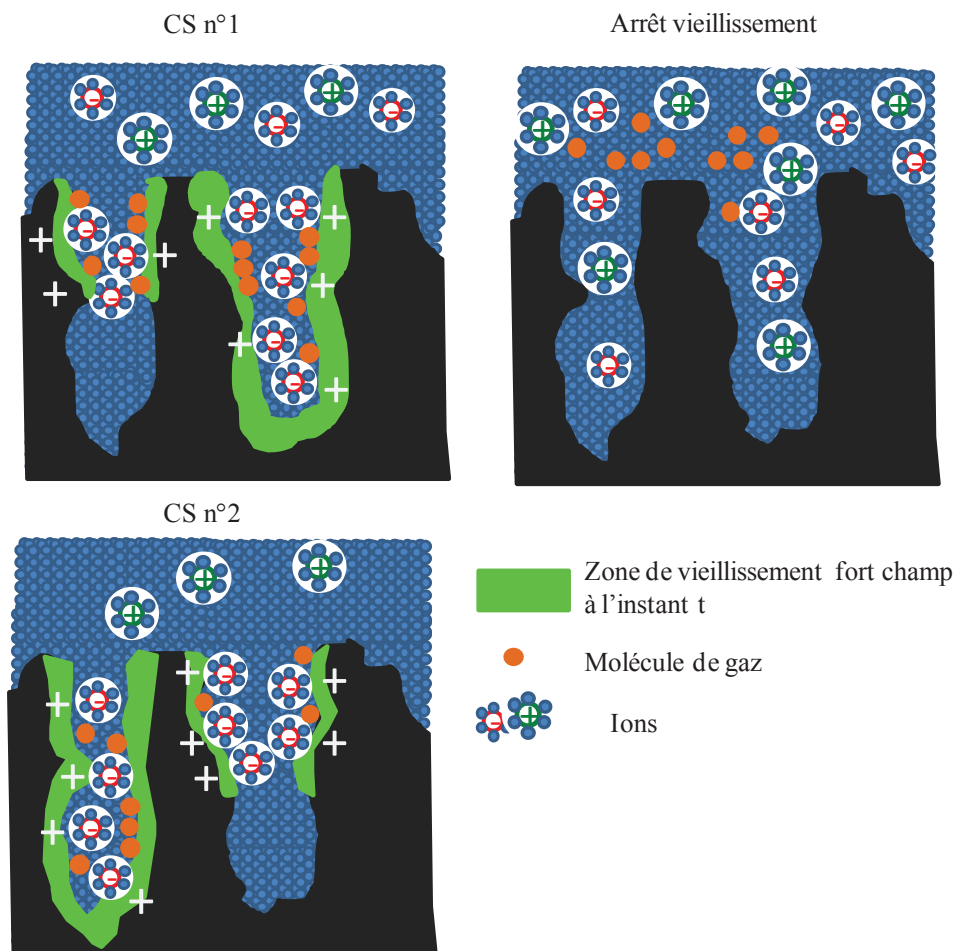 CS n°1
Arrêt vieillissement
CS n°2
Zone de vieillissement fort champ
à l'instant t
Molécule de gaz
Ions